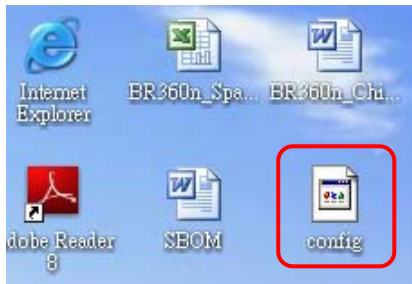 Internet
Explorer
BR360n_Spa...
BR360n_Chi...
dobe Reader
8
SBOM
config